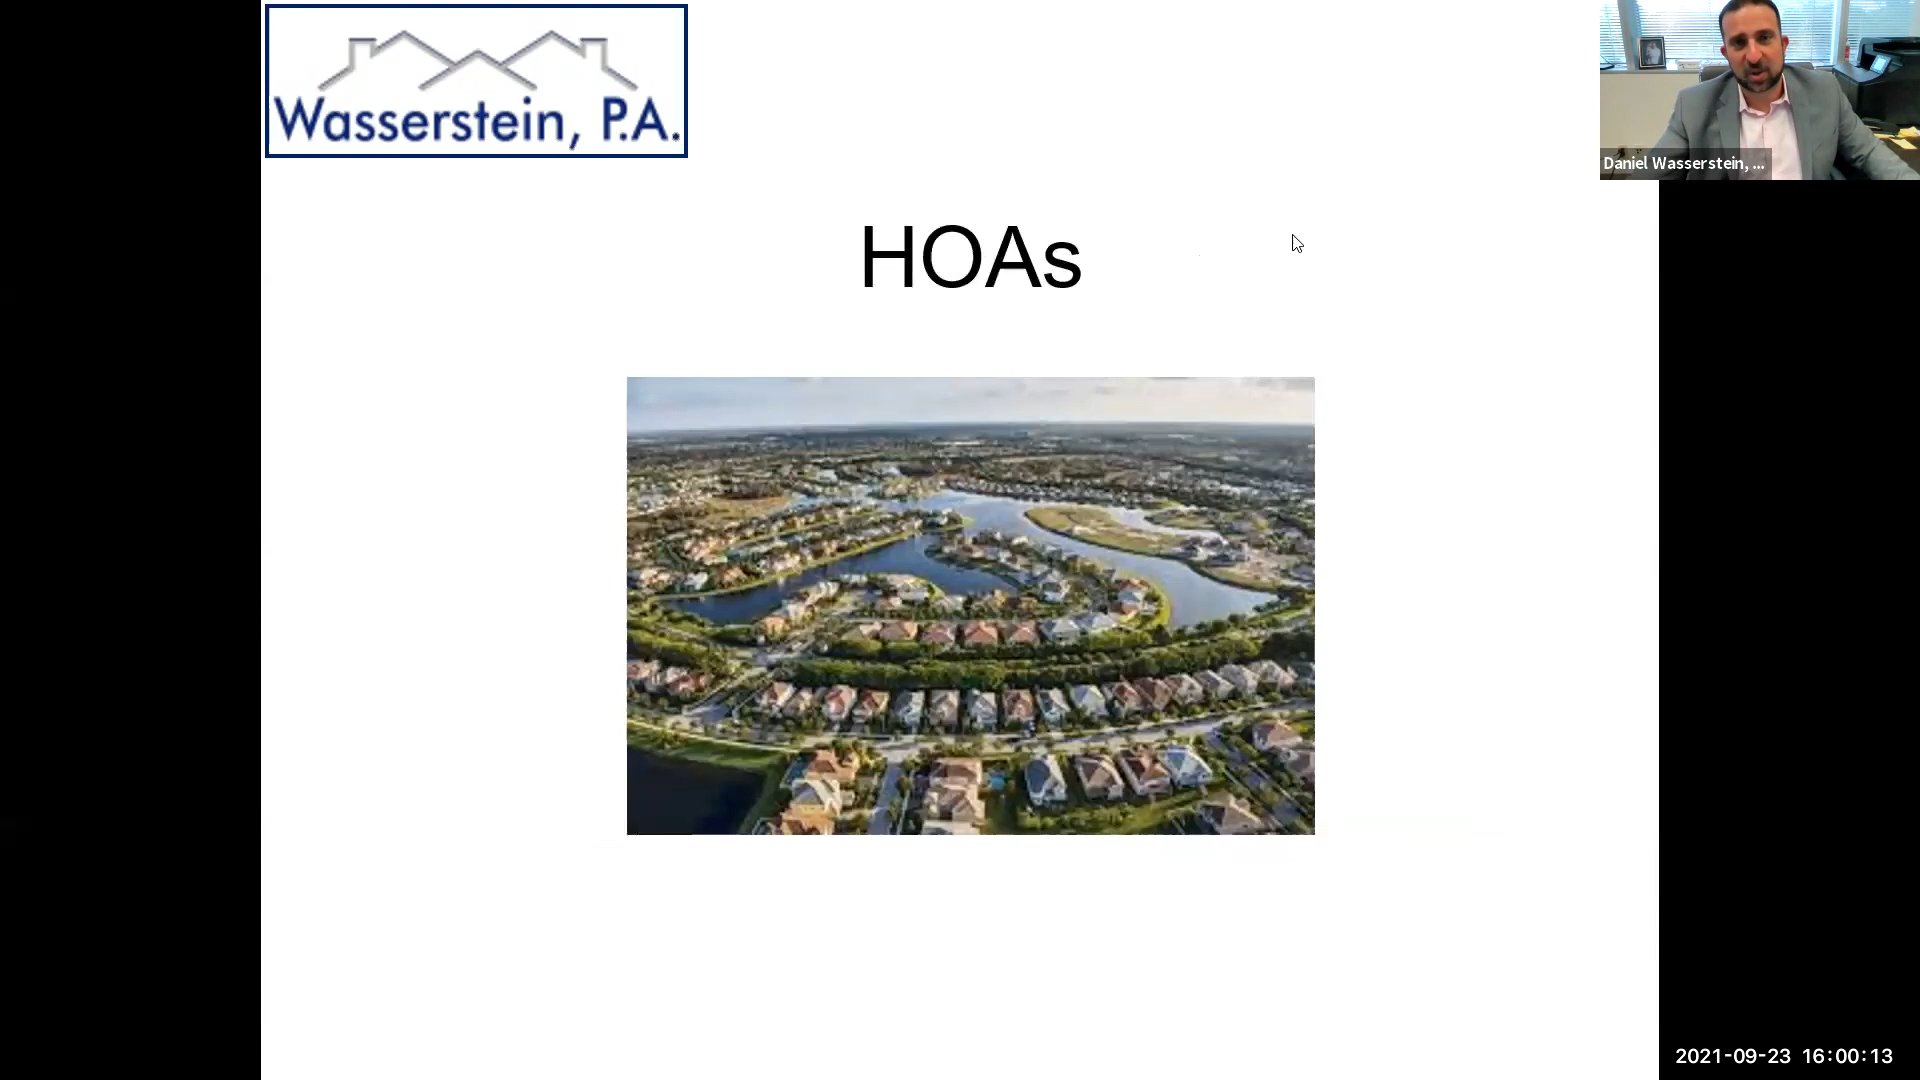 Wasserstein, P.A.
Daniel Wasserstein, ...
HOAs
2021-09-23 16:00:13